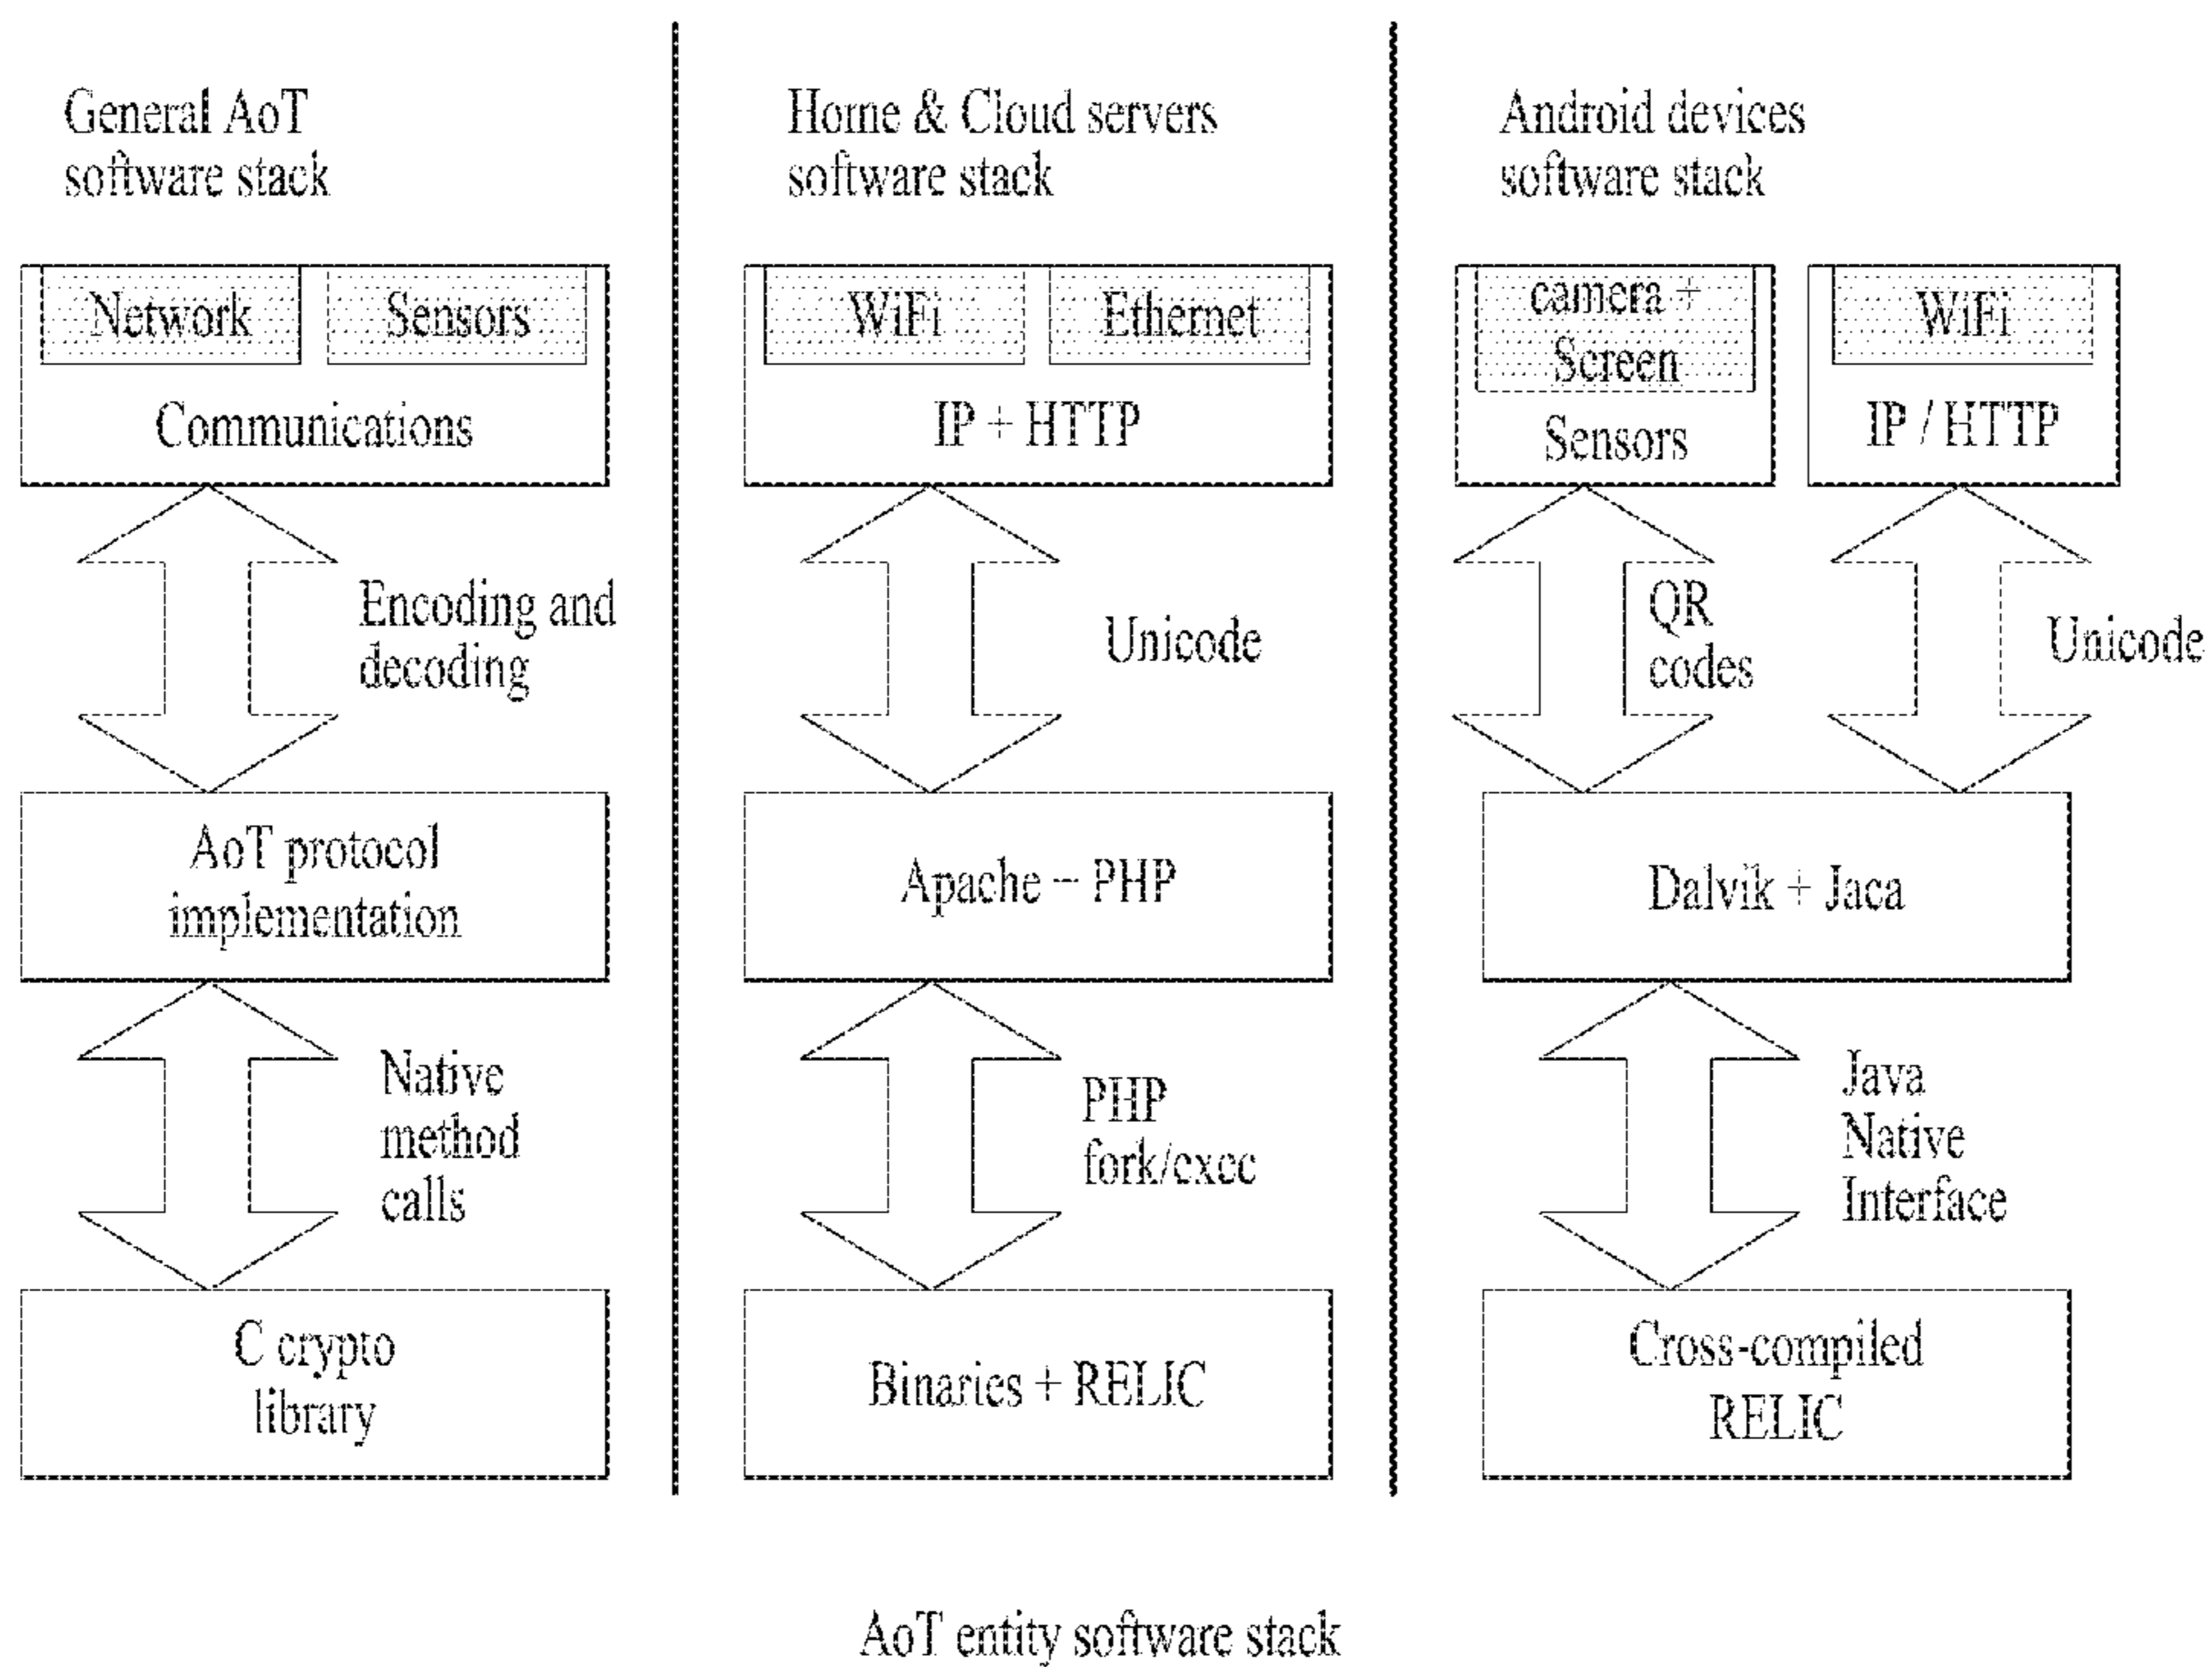 General AoT
software stack
Network
Sensors
Communications
Encoding and
decoding
AoT protocol
implementation
Native
method
calls
C crypto
library
Home & Cloud servers
software stack
WiFi
Ethernet
IP + HTTP
Unicode
Apache - PHP
PHP
fork/cxcc
Binaries + RELIC
Android devices
software stack
camera +
Screen
Sensors
WiFi
IP / HTTP
QR
codes
Unicode
Dalvik + Jaca
Java
Native
Interface
Cross-compiled
RELIC
AoT entity software stack